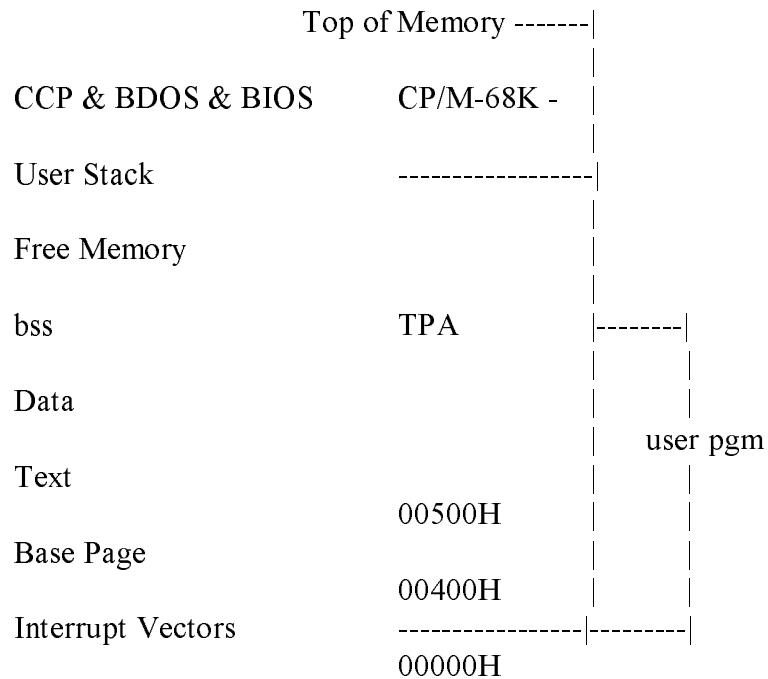 Top of Memory -------|
CCP & BDOS & BIOS CP/M-68K -
User Stack -----------------|
Free Memory
bss TPA |--------|
Data
user pgm
Text
00500H
Base Page
00400H
Interrupt Vectors ----------------|---------|
00000H